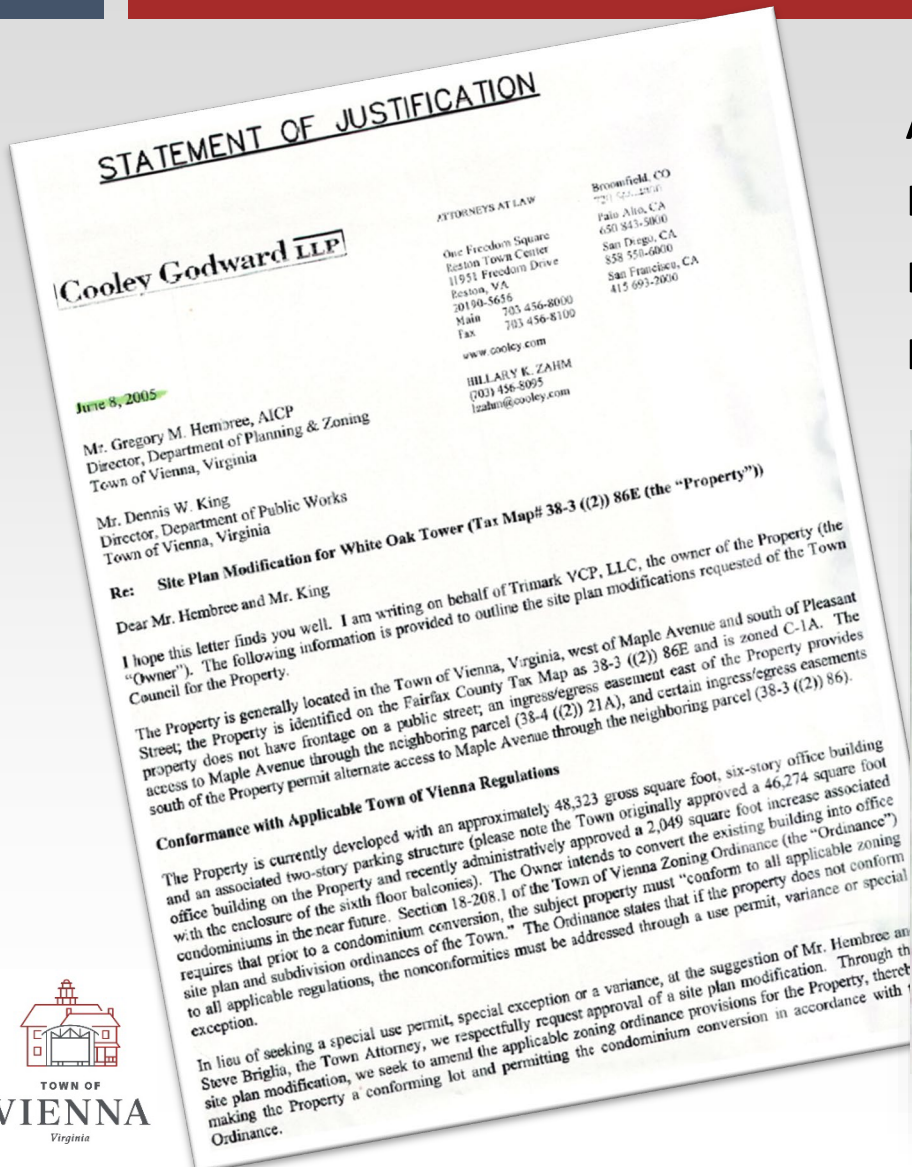 STATEMENT OF JUSTIFICATION
Cooley Godward LLP
ATTORNEYS AT LAW
One Freedom Square
Reston Town Center
11951 Freedom Drive
Reston, VA
20190-5656
Main 703 456-8000
Fax 703 456-8100
www.cooley.com
HILLARY K. ZAHM
(703) 456-8095
hzahm@cooley.com
Broomfield, CO
Palo Alto, CA
650 843-5000
San Diego, CA
858 550-6000
San Francisco, CA
415 693-2000
June 8, 2005
Mr. Gregory M. Hembree, AICP
Director, Department of Planning & Zoning
Town of Vienna, Virginia
Mr. Dennis W. King
Director, Department of Public Works
Town of Vienna, Virginia
Re: Site Plan Modification for White Oak Tower (Tax Map# 38-3 ((2)) 86E (the “Property”))
Dear Mr. Hembree and Mr. King
I hope this letter finds you well. I am writing on behalf of Trimark VCP, LLC, the owner of the Property (the
“Owner”). The following information is provided to outline the site plan modifications requested of the Town
Council for the Property.
The Property is generally located in the Town of Vienna, Virginia, west of Maple Avenue and south of Pleasant
Street; the Property is identified on the Fairfax County Tax Map as 38-3 ((2)) 86E and is zoned C-1A. The
property does not have frontage on a public street; an ingress/egress easement east of the Property provides
access to Maple Avenue through the neighboring parcel (38-4 ((2)) 21A), and certain ingress/egress easements
south of the Property permit alternate access to Maple Avenue through the neighboring parcel (38-3 ((2)) 86).
Conformance with Applicable Town of Vienna Regulations
The Property is currently developed with an approximately 48,323 gross square foot, six-story office building
and an associated two-story parking structure (please note the Town originally approved a 46,274 square foot
office building on the Property and recently administratively approved a 2,049 square foot increase associated
with the enclosure of the sixth floor balconies). The Owner intends to convert the existing building into office
condominiums in the near future. Section 18-208.1 of the Town of Vienna Zoning Ordinance (the “Ordinance”)
requires that prior to a condominium conversion, the subject property must “conform to all applicable zoning
site plan and subdivision ordinances of the Town.” The Ordinance states that if the property does not conform
to all applicable regulations, the nonconformities must be addressed through a use permit, variance or special
exception.
In lieu of seeking a special use permit, special exception or a variance, at the suggestion of Mr. Hembree an
Steve Briglia, the Town Attorney, we respectfully request approval of a site plan modification. Through th
site plan modification, we seek to amend the applicable zoning ordinance provisions for the Property, thereb
making the Property a conforming lot and permitting the condominium conversion in accordance with
Ordinance.
TOWN OF
VIENNA
Virginia